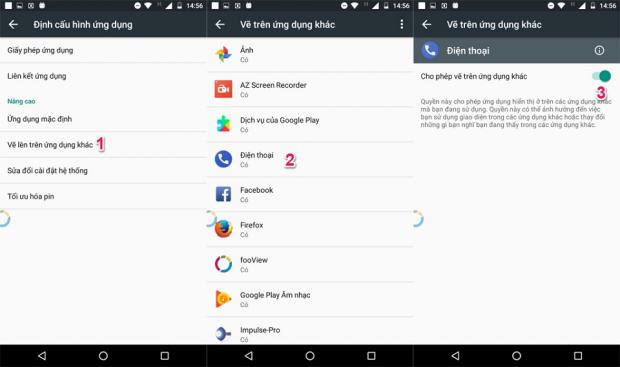 14:56
Định cấu hình ứng dụng
Giấy phép ứng dụng
Liên kết ứng dụng
Nâng cao
Ứng dụng mặc định
Vẽ lên trên ứng dụng khác
1
Sửa đổi cài đặt hệ thống
Tối ưu hóa pin
14:56
Vẽ trên ứng dụng khác
Ảnh
Có
AZ Screen Recorder
Có
Dịch vụ của Google Play
Có
Điện thoại
Có
2
Facebook
Có
Firefox
Có
fooView
Có
Google Play Âm nhạc
Có
Impulse-Pro
Có
14:56
Vẽ trên ứng dụng khác
Điện thoại
Cho phép vẽ trên ứng dụng khác
3
Quyền này cho phép ứng dụng hiển thị ở trên các ứng dụng khác
mà bạn đang sử dụng. Quyền này có thể ảnh hưởng đến việc
bạn sử dụng giao diện trong các ứng dụng khác hoặc thay đổi
những gì bạn nghĩ bạn đang thấy trong các ứng dụng khác.